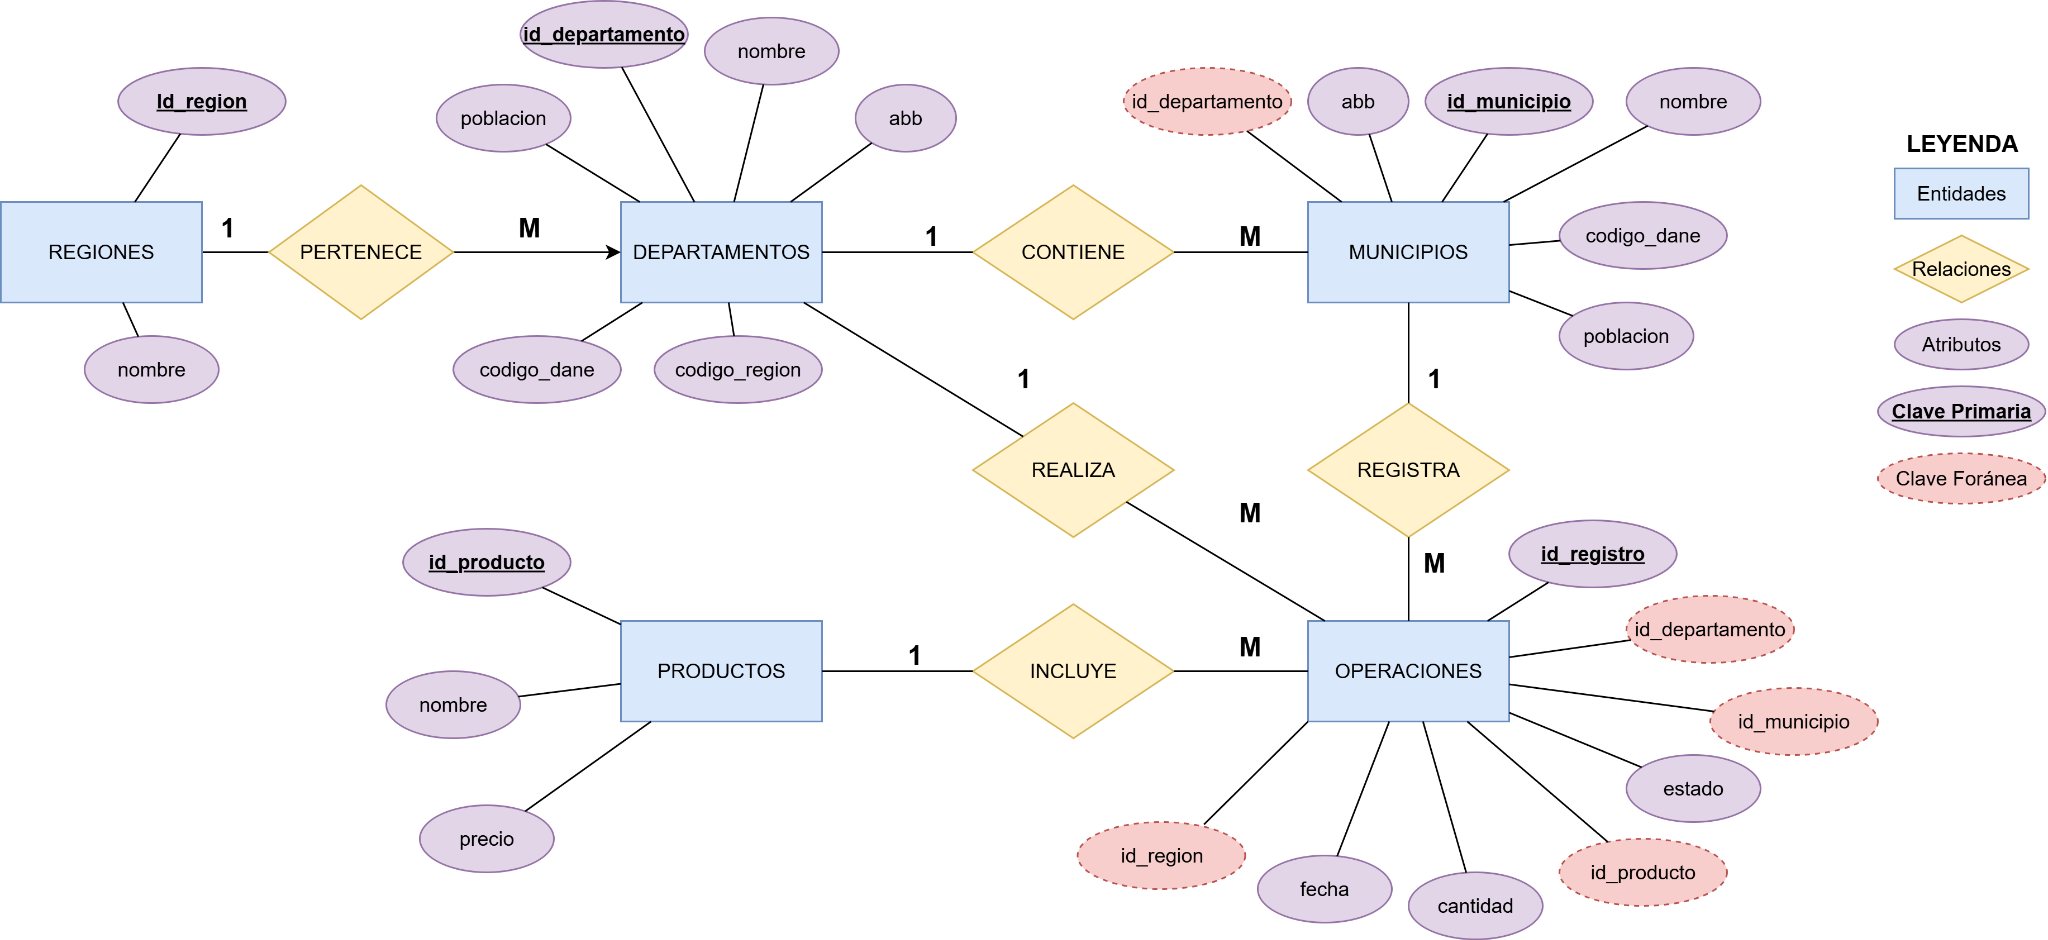 id_departamento
nombre
Id_region
poblacion
abb
id_departamento
abb
id_municipio
nombre
LEYENDA
Entidades
REGIONES
1
PERTENECE
M
DEPARTAMENTOS
1
CONTIENE
M
MUNICIPIOS
codigo_dane
Relaciones
poblacion
Atributos
nombre
codigo_dane
codigo_region
1
1
Clave Primaria
REALIZA
REGISTRA
Clave Foránea
M
M
id_producto
id_registro
id_departamento
PRODUCTOS
1
INCLUYE
M
OPERACIONES
nombre
id_municipio
estado
precio
id_region
fecha
cantidad
id_producto